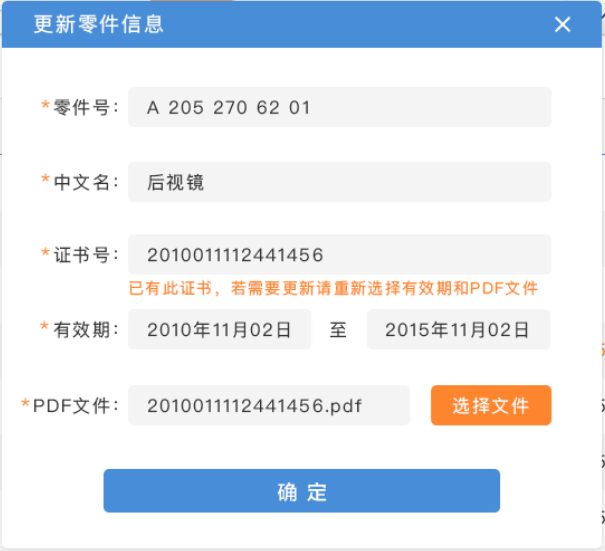 更新零件信息
*零件号: A 205 270 62 01
*中文名: 后视镜
*证书号: 2010011112441456
已有此证书，若需要更新请重新选择有效期和PDF文件
*有效期: 2010年11月02日 至 2015年11月02日
*PDF文件: 2010011112441456.pdf 选择文件
确定